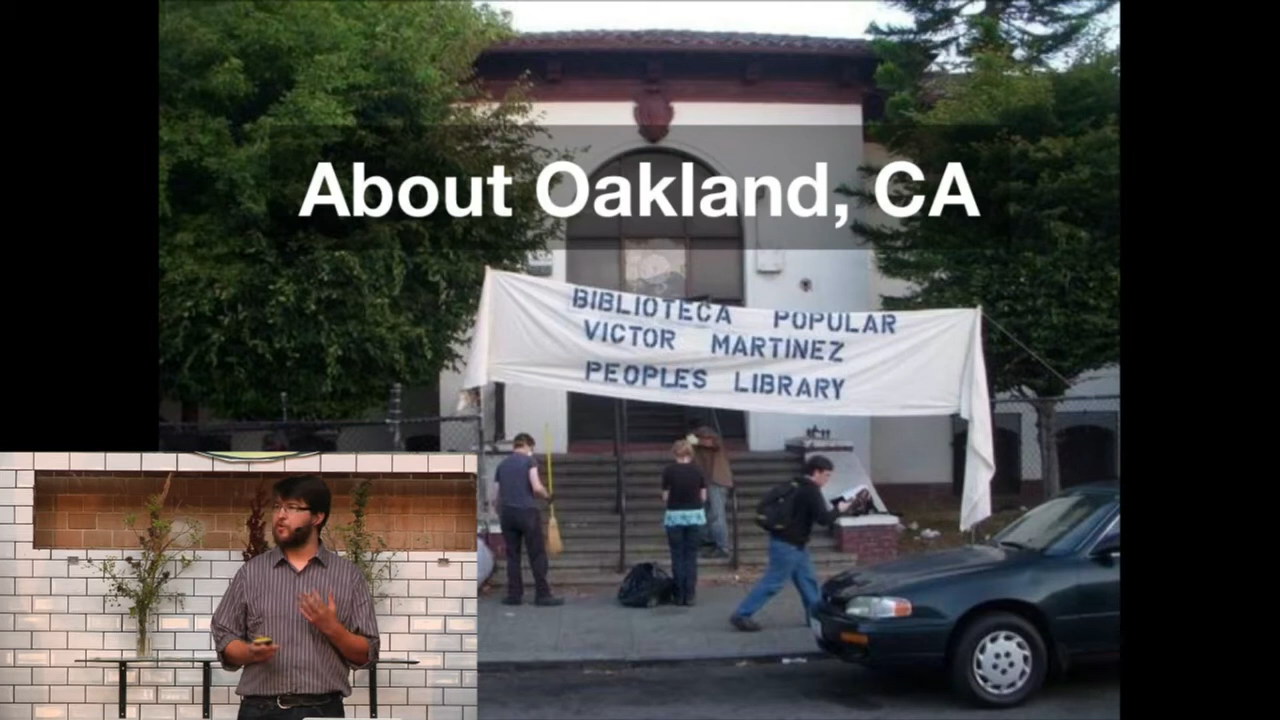 About Oakland, CA
BIBLIOTECA POPULAR
VICTOR MARTINEZ
PEOPLES LIBRARY